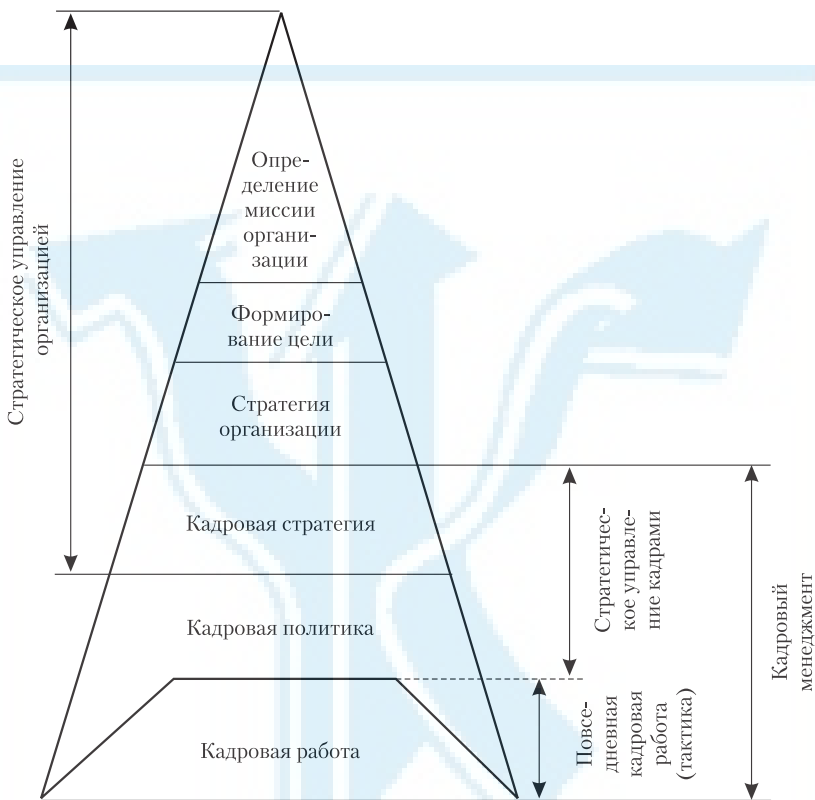 Стратегическое управление
организацией
Опре-
деление
миссии
органи-
зации
Формиро-
вание цели
Стратегия
организации
Кадровая стратегия
Кадровая политика
Кадровая работа
Стратегичес-
кое управле-
ние кадрами
Повсе-
дневная
кадровая
работа
(тактика)
Кадровый
менеджмент